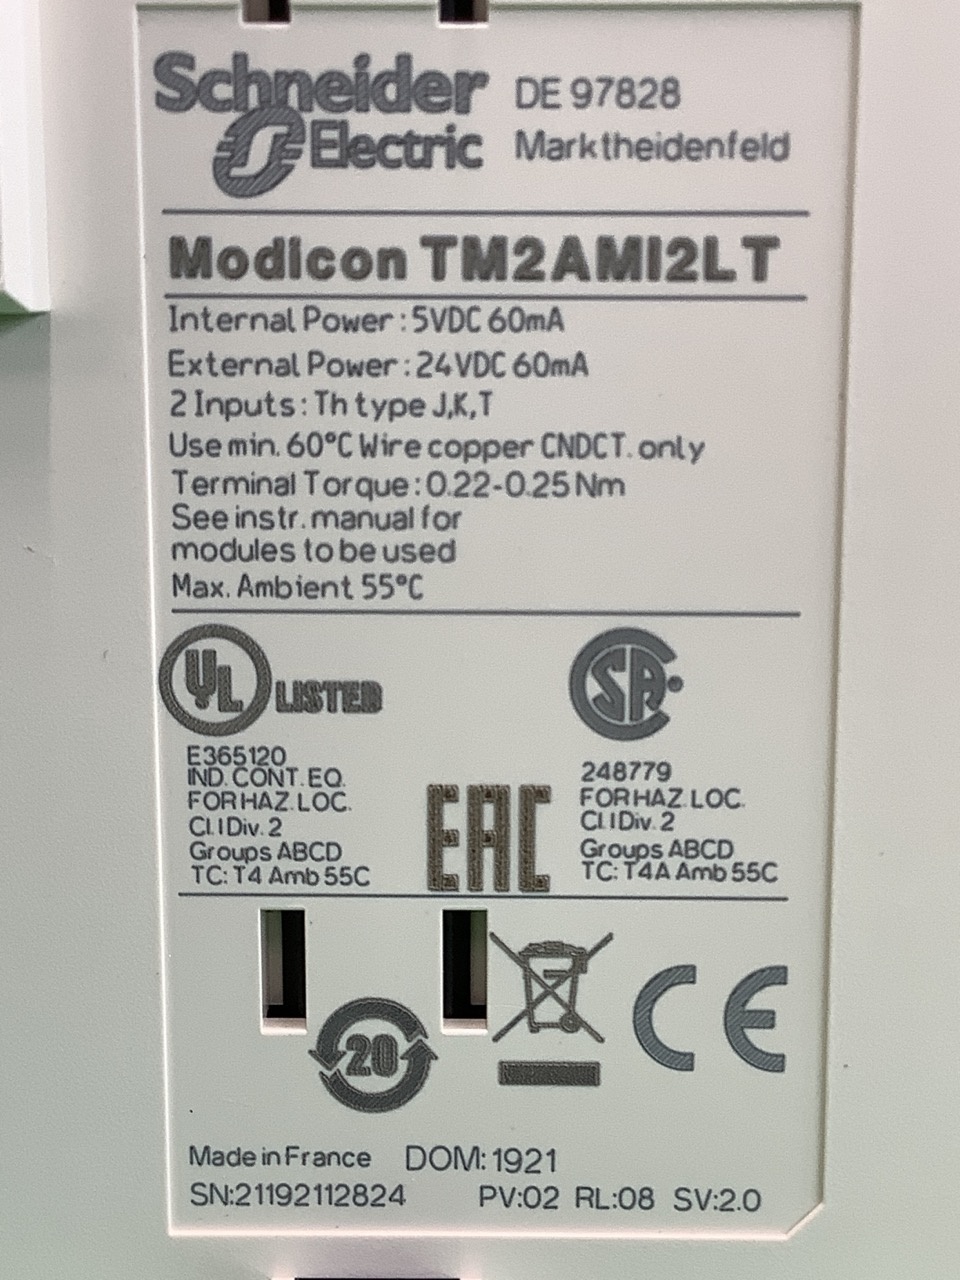 Schneider Electric
DE 97828
Marktheidenfeld
Modicon TM2AMI2LT
Internal Power : 5VDC 60mA
External Power : 24VDC 60mA
2 Inputs : Th type J,K,T
Use min. 60°C Wire copper CNDCT. only
Terminal Torque : 0.22-0.25 Nm
See instr. manual for
modules to be used
Max. Ambient 55°C
UL LISTED
E365120
IND. CONT. EQ.
FOR HAZ. LOC.
Cl. I Div. 2
Groups ABCD
TC: T4 Amb 55C
EAC
SA
248779
FOR HAZ. LOC.
Cl. I Div. 2
Groups ABCD
TC: T4A Amb 55C
20
CE
Made in France DOM: 1921
SN:21192112824 PV:02 RL:08 SV:2.0